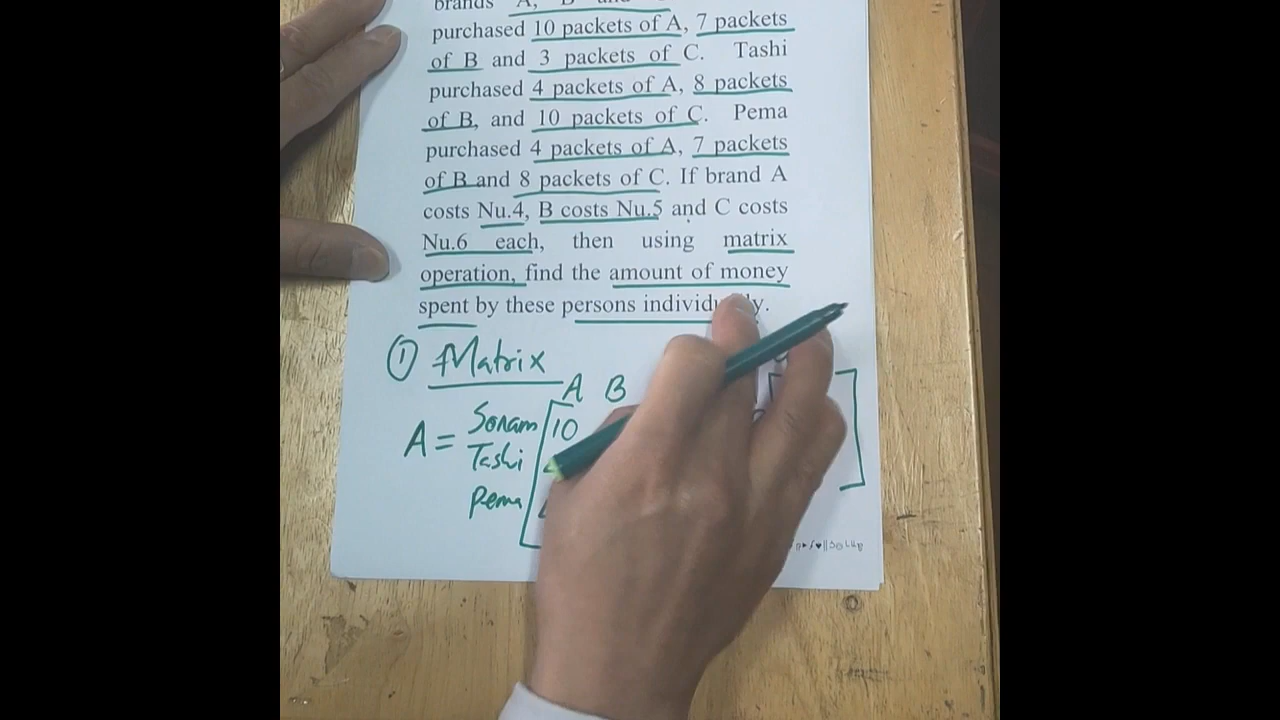 brands A, B and
purchased 10 packets of A, 7 packets
of B and 3 packets of C. Tashi
purchased 4 packets of A, 8 packets
of B, and 10 packets of C. Pema
purchased 4 packets of A, 7 packets
of B and 8 packets of C. If brand A
costs Nu.4, B costs Nu.5 and C costs
Nu.6 each, then using matrix
operation, find the amount of money
spent by these persons
① Matrix
A B
A = Sonam 10
Tashi
Pema